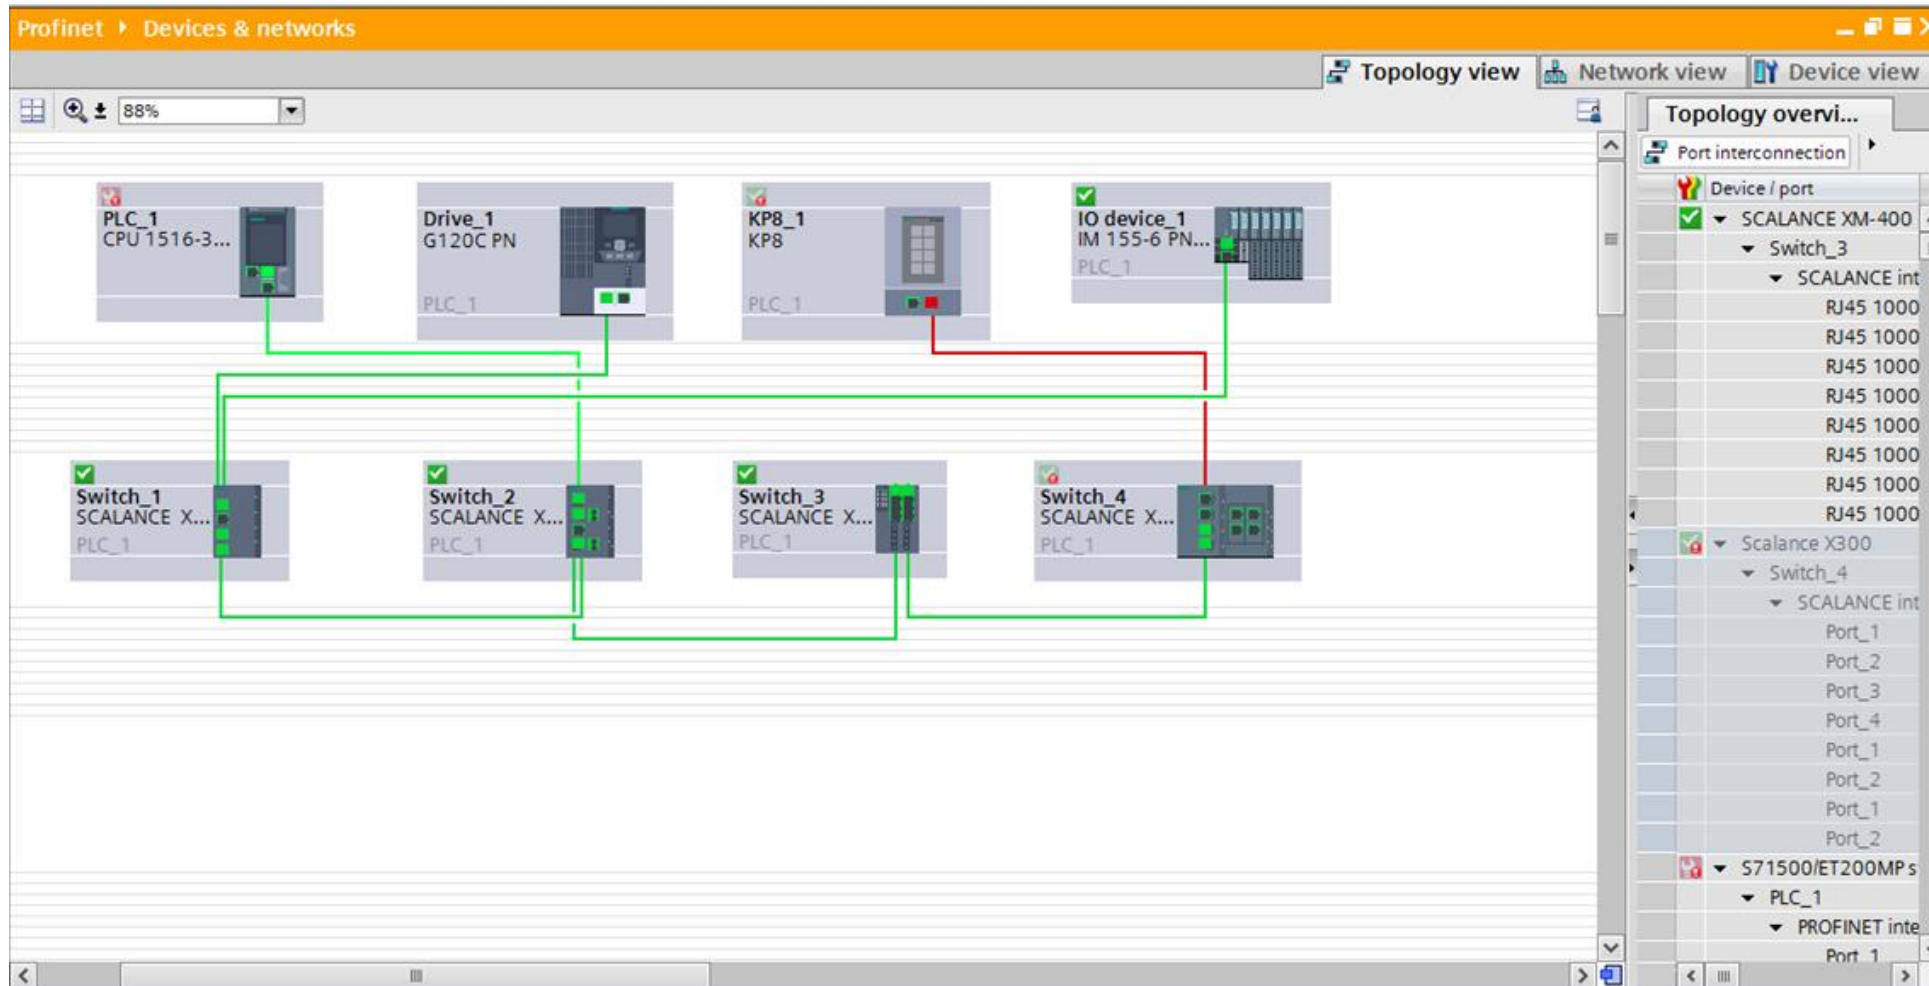 Profinet ▸ Devices & networks
Topology view
Network view
Device view
88%
PLC_1
CPU 1516-3...
Drive_1
G120C PN
PLC_1
KP8_1
KP8
PLC_1
IO device_1
IM 155-6 PN...
PLC_1
Switch_1
SCALANCE X...
PLC_1
Switch_2
SCALANCE X...
PLC_1
Switch_3
SCALANCE X...
PLC_1
Switch_4
SCALANCE X...
PLC_1
Topology overvi...
Port interconnection
Device / port
SCALANCE XM-400
Switch_3
SCALANCE int
RJ45 1000
RJ45 1000
RJ45 1000
RJ45 1000
RJ45 1000
RJ45 1000
RJ45 1000
RJ45 1000
Scalance X300
Switch_4
SCALANCE int
Port_1
Port_2
Port_3
Port_4
Port_1
Port_2
Port_1
Port_2
S71500/ET200MP s
PLC_1
PROFINET inte
Port_1